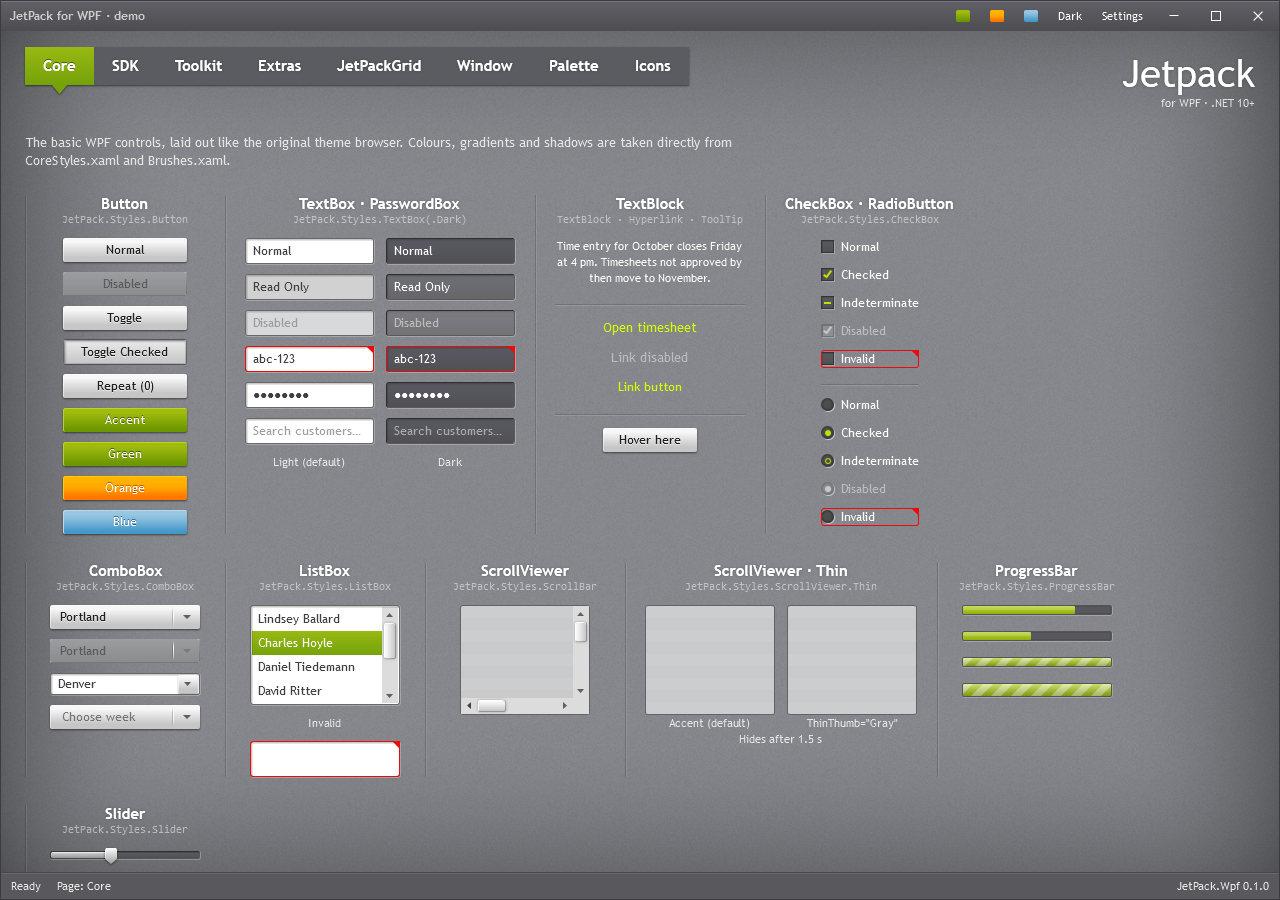 JetPack for WPF · demo
Dark Settings
Core SDK Toolkit Extras JetPackGrid Window Palette Icons
Jetpack
for WPF · .NET 10+
The basic WPF controls, laid out like the original theme browser. Colours, gradients and shadows are taken directly from
CoreStyles.xaml and Brushes.xaml.
Button
JetPack.Styles.Button
Normal
Disabled
Toggle
Toggle Checked
Repeat (0)
Accent
Green
Orange
Blue
TextBox · PasswordBox
JetPack.Styles.TextBox(.Dark)
Normal Normal
Read Only Read Only
Disabled Disabled
abc-123 abc-123
●●●●●●●● ●●●●●●●●
Search customers... Search customers...
Light (default) Dark
TextBlock
TextBlock · Hyperlink · ToolTip
Time entry for October closes Friday
at 4 pm. Timesheets not approved by
then move to November.
Open timesheet
Link disabled
Link button
Hover here
CheckBox · RadioButton
JetPack.Styles.CheckBox
Normal
Checked
Indeterminate
Disabled
Invalid
Normal
Checked
Indeterminate
Disabled
Invalid
ComboBox
JetPack.Styles.ComboBox
Portland
Portland
Denver
Choose week
ListBox
JetPack.Styles.ListBox
Lindsey Ballard
Charles Hoyle
Daniel Tiedemann
David Ritter
Invalid
ScrollViewer
JetPack.Styles.ScrollBar
ScrollViewer · Thin
JetPack.Styles.ScrollViewer.Thin
Accent (default) ThinThumb="Gray"
Hides after 1.5 s
ProgressBar
JetPack.Styles.ProgressBar
Slider
JetPack.Styles.Slider
Ready Page: Core
JetPack.Wpf 0.1.0